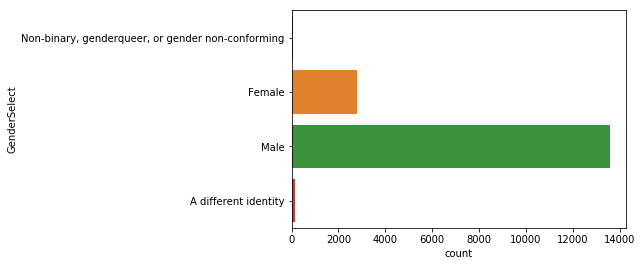 Non-binary, genderqueer, or gender non-conforming
Female
Male
A different identity
GenderSelect
0 2000 4000 6000 8000 10000 12000 14000
count